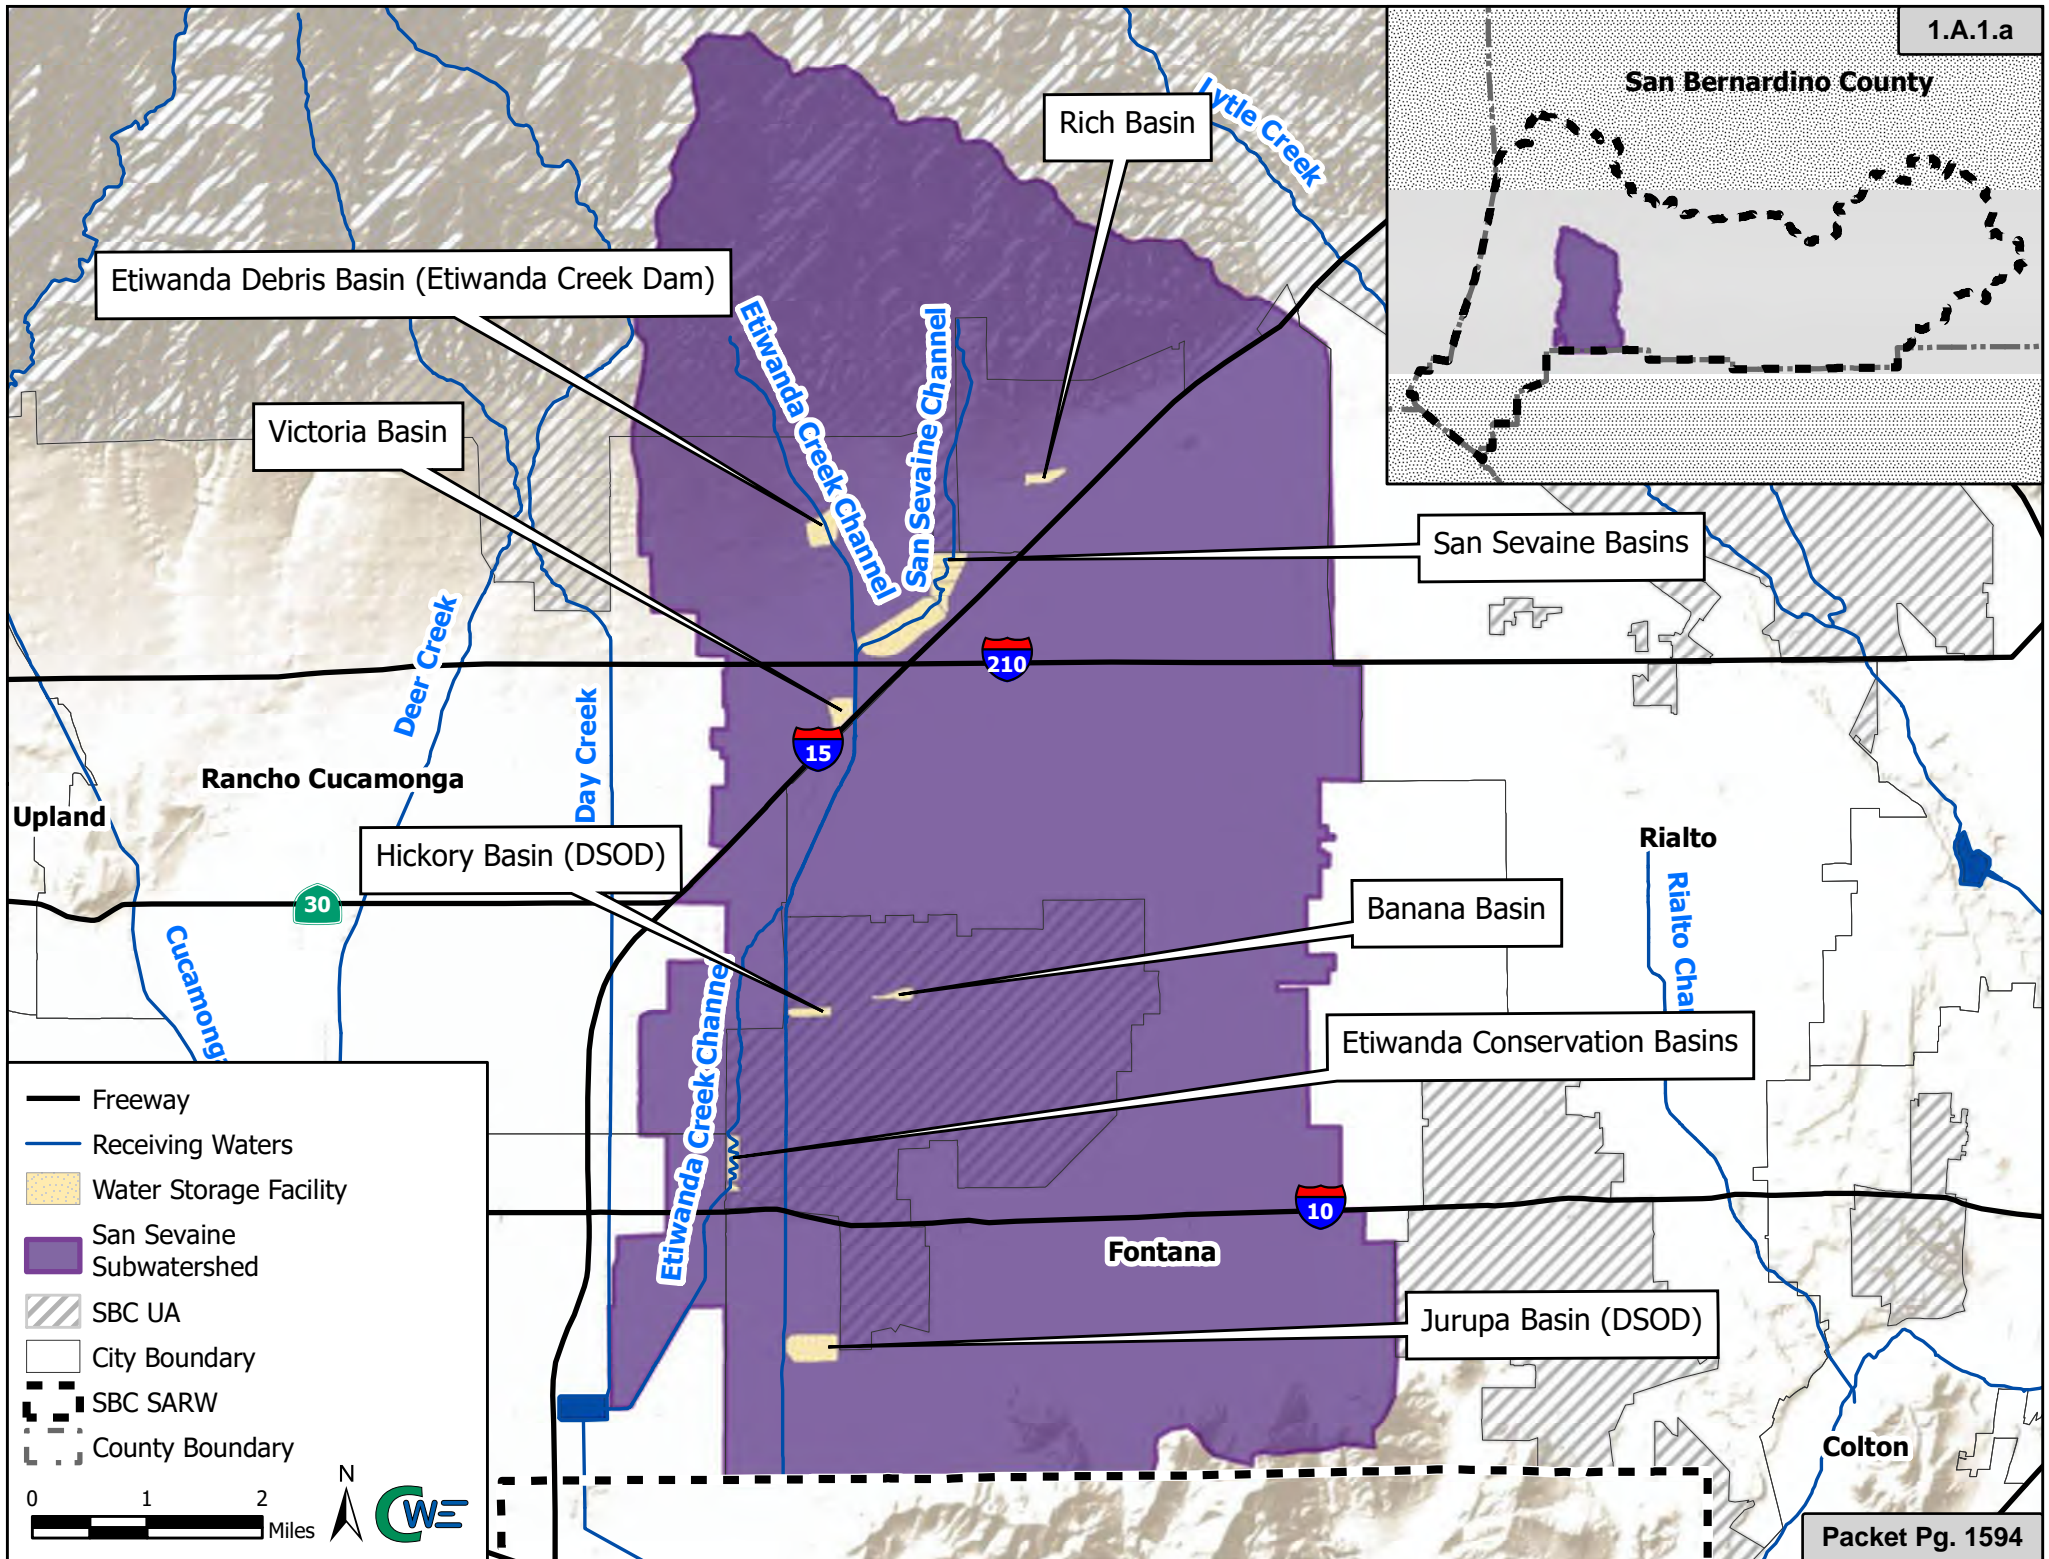 1.A.1.a
San Bernardino County
Lytle Creek
Rich Basin
Etiwanda Debris Basin (Etiwanda Creek Dam)
Etiwanda Creek Channel
San Sevaine Channel
Victoria Basin
San Sevaine Basins
210
Deer Creek
Day Creek
15
Rancho Cucamonga
Upland
Hickory Basin (DSOD)
Rialto
30
Banana Basin
Rialto Cha
Cucamonga
Etiwanda Creek Channe
Etiwanda Conservation Basins
10
Fontana
Jurupa Basin (DSOD)
Colton
Freeway
Receiving Waters
Water Storage Facility
San Sevaine
Subwatershed
SBC UA
City Boundary
SBC SARW
County Boundary
N
0 1 2
Miles
CWE
Packet Pg. 1594